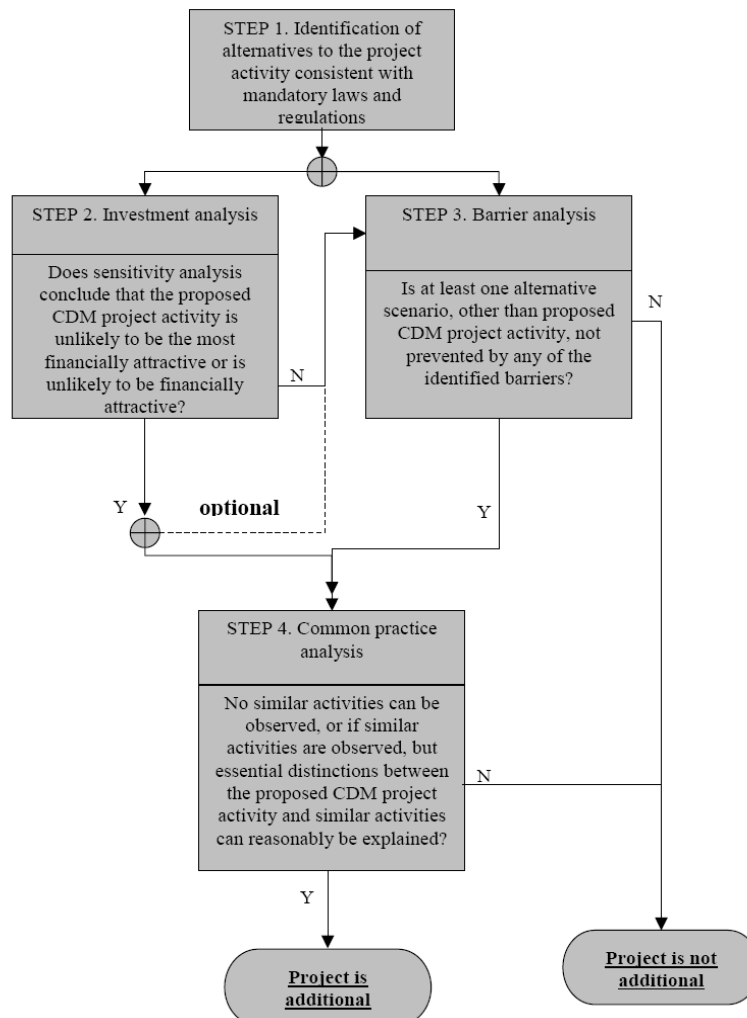 STEP 1. Identification of
alternatives to the project
activity consistent with
mandatory laws and
regulations
STEP 2. Investment analysis
Does sensitivity analysis
conclude that the proposed
CDM project activity is
unlikely to be the most
financially attractive or is
unlikely to be financially
attractive?
N
STEP 3. Barrier analysis
Is at least one alternative
scenario, other than proposed
CDM project activity, not
prevented by any of the
identified barriers?
N
Y
optional
Y
STEP 4. Common practice
analysis
No similar activities can be
observed, or if similar
activities are observed, but
essential distinctions between
the proposed CDM project
activity and similar activities
can reasonably be explained?
N
Y
Project is
additional
Project is not
additional